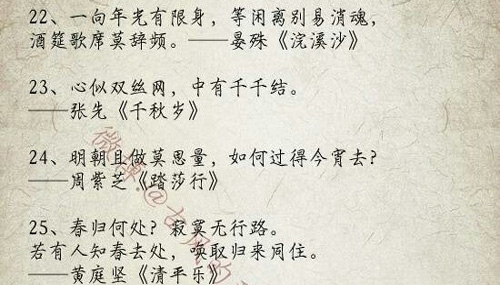 22、一向年光有限身，等闲离别易消魂，
酒筵歌席莫辞频。——晏殊《浣溪沙》
23、心似双丝网，中有千千结。
——张先《千秋岁》
24、明朝且做莫思量，如何过得今宵去？
——周紫芝《踏莎行》
25、春归何处？寂寞无行路。
若有人知春去处，唤取归来同住。
——黄庭坚《清平乐》